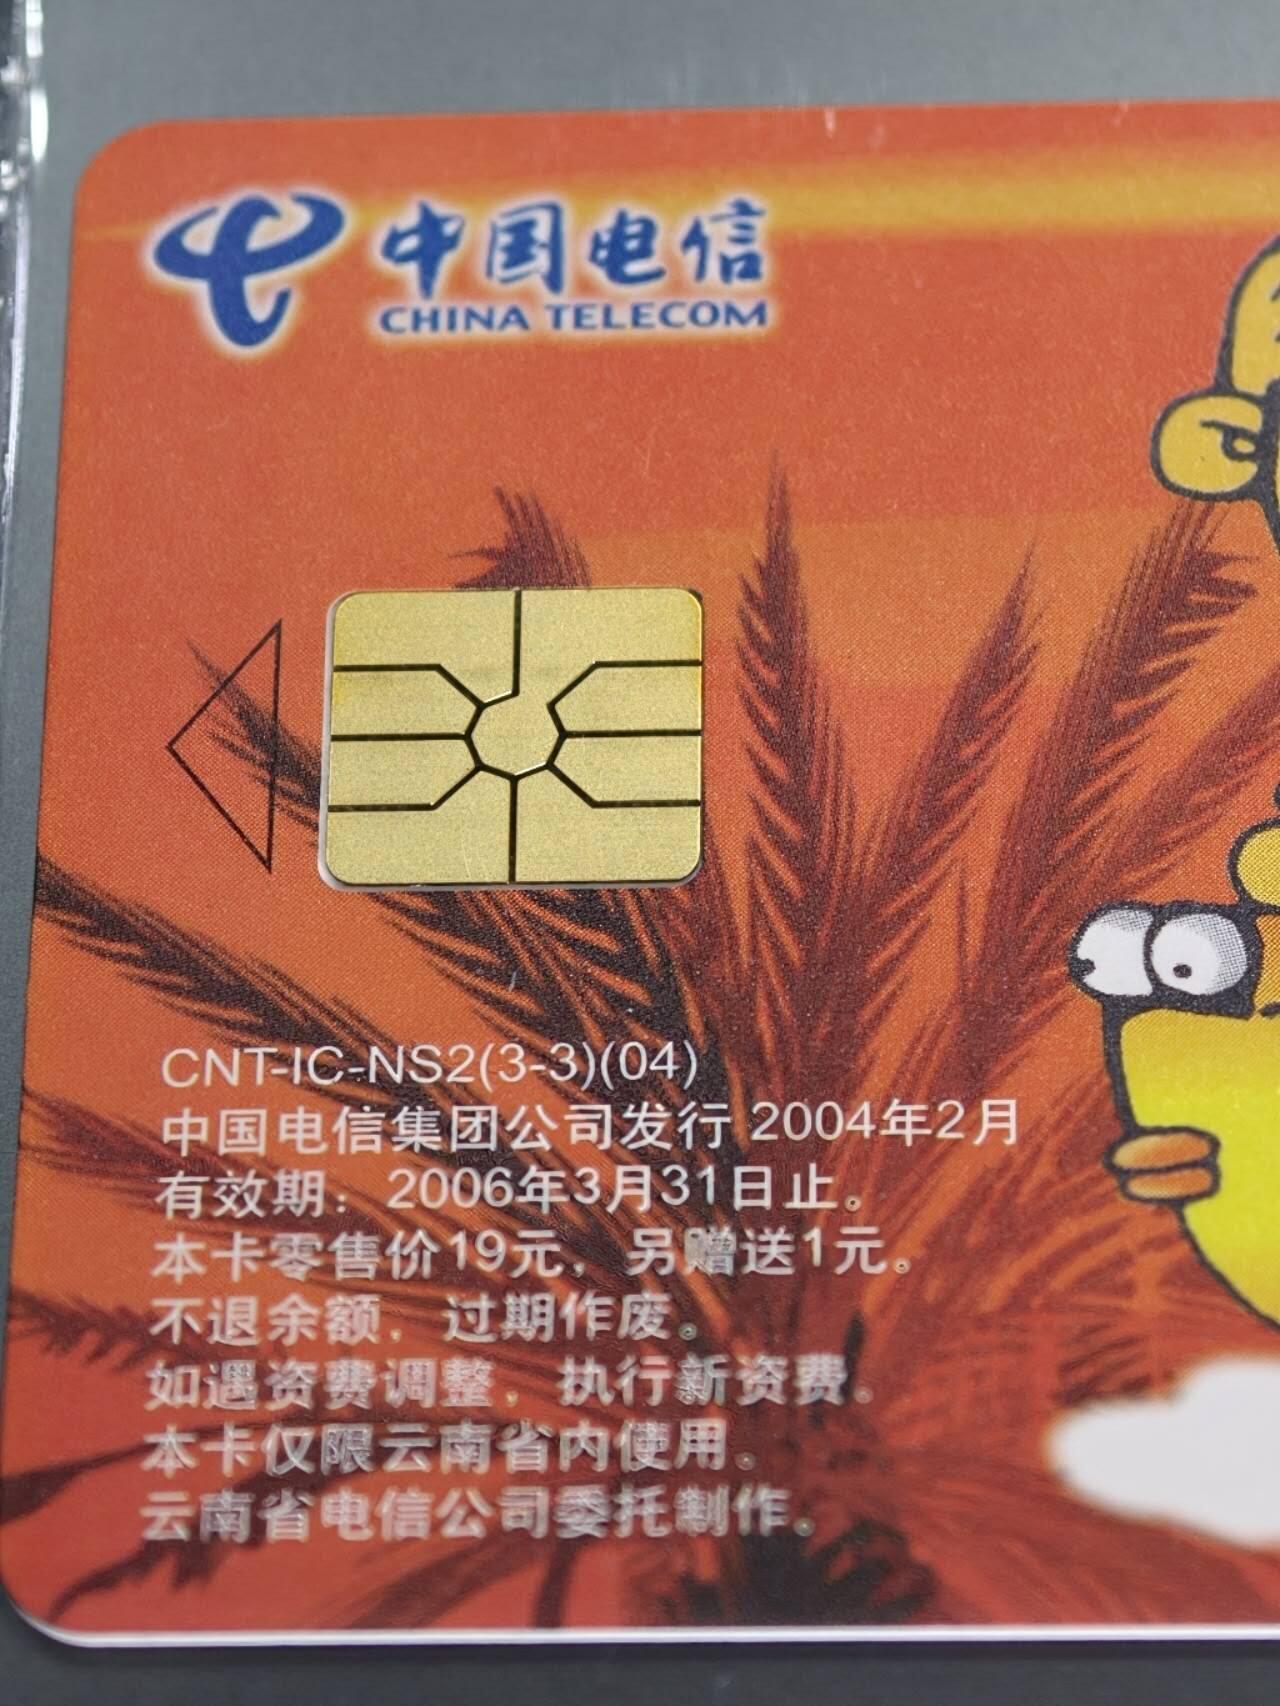 中国电信
CHINA TELECOM
CNT-IC-NS2(3-3)(04)
中国电信集团公司发行 2004年2月
有效期：2006年3月31日止。
本卡零售价19元，另赠送1元。
不退余额，过期作废。
如遇资费调整，执行新资费。
本卡仅限云南省内使用。
云南省电信公司委托制作。